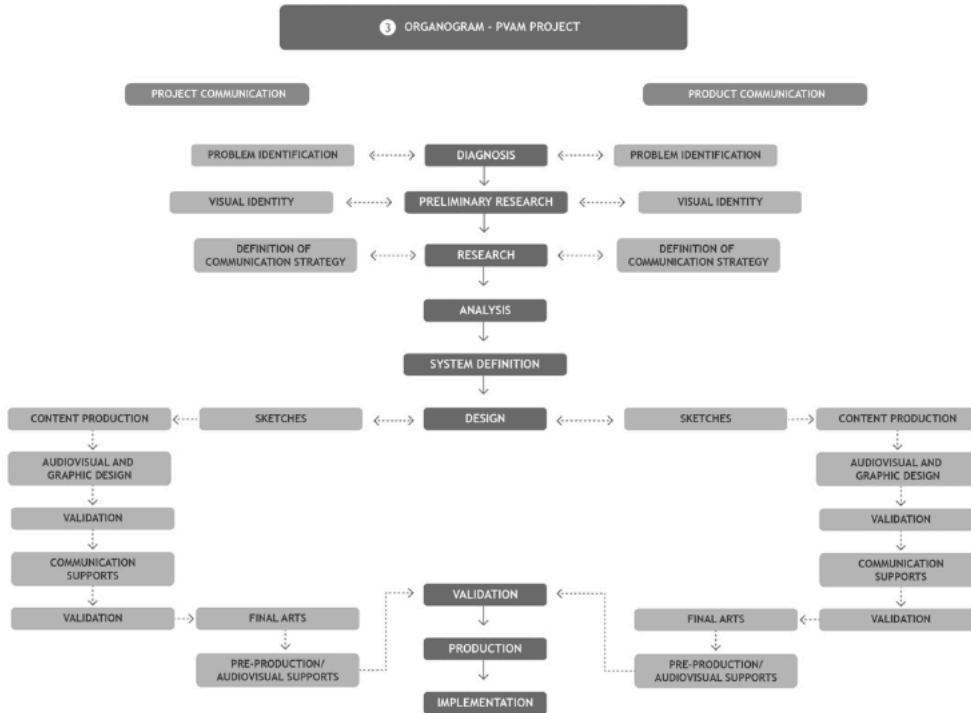 3 ORGANOGRAM - PVAM PROJECT
PROJECT COMMUNICATION
PRODUCT COMMUNICATION
PROBLEM IDENTIFICATION
DIAGNOSIS
PROBLEM IDENTIFICATION
VISUAL IDENTITY
PRELIMINARY RESEARCH
VISUAL IDENTITY
DEFINITION OF
COMMUNICATION STRATEGY
RESEARCH
DEFINITION OF
COMMUNICATION STRATEGY
ANALYSIS
SYSTEM DEFINITION
CONTENT PRODUCTION
SKETCHES
DESIGN
SKETCHES
CONTENT PRODUCTION
AUDIOVISUAL AND
GRAPHIC DESIGN
AUDIOVISUAL AND
GRAPHIC DESIGN
VALIDATION
VALIDATION
COMMUNICATION
SUPPORTS
COMMUNICATION
SUPPORTS
VALIDATION
VALIDATION
FINAL ARTS
FINAL ARTS
VALIDATION
PRE-PRODUCTION/
AUDIOVISUAL SUPPORTS
PRODUCTION
PRE-PRODUCTION/
AUDIOVISUAL SUPPORTS
IMPLEMENTATION